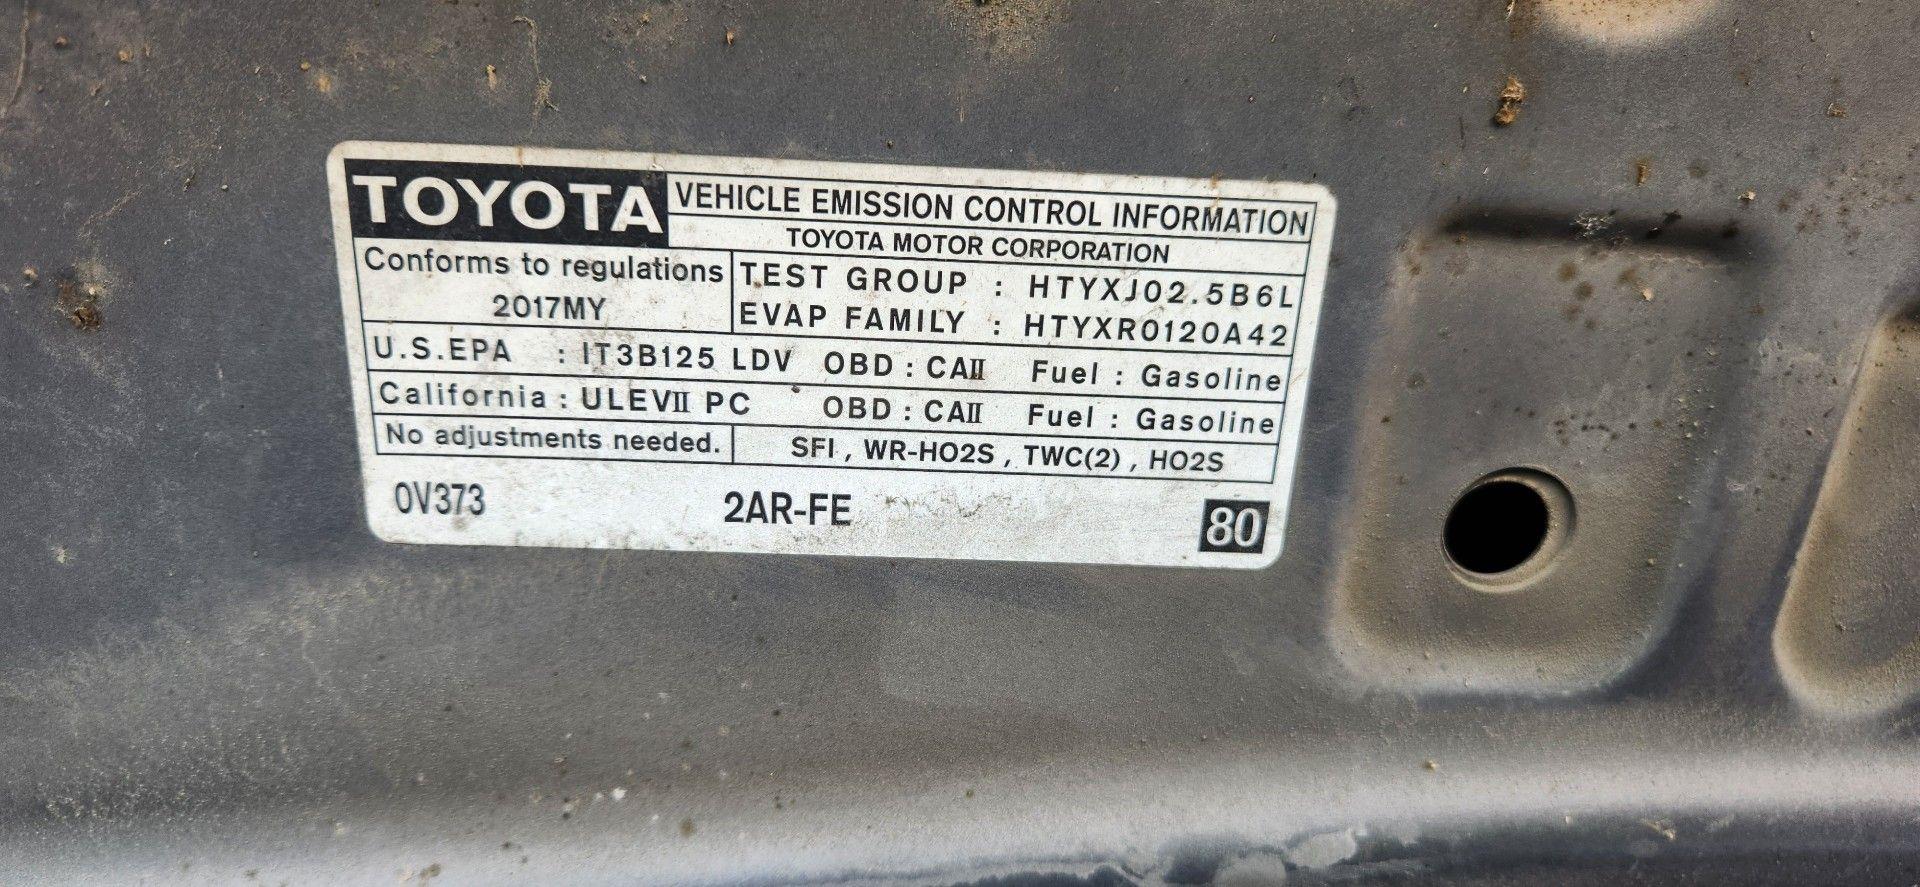 TOYOTA VEHICLE EMISSION CONTROL INFORMATION
TOYOTA MOTOR CORPORATION
Conforms to regulations
2017MY
TEST GROUP : HTYXJ02.5B6L
EVAP FAMILY : HTYXR0120A42
U.S.EPA : IT3B125 LDV OBD : CAII Fuel : Gasoline
California : ULEVII PC OBD : CAII Fuel : Gasoline
No adjustments needed. SFI , WR-HO2S , TWC(2) , HO2S
0V373 2AR-FE 80